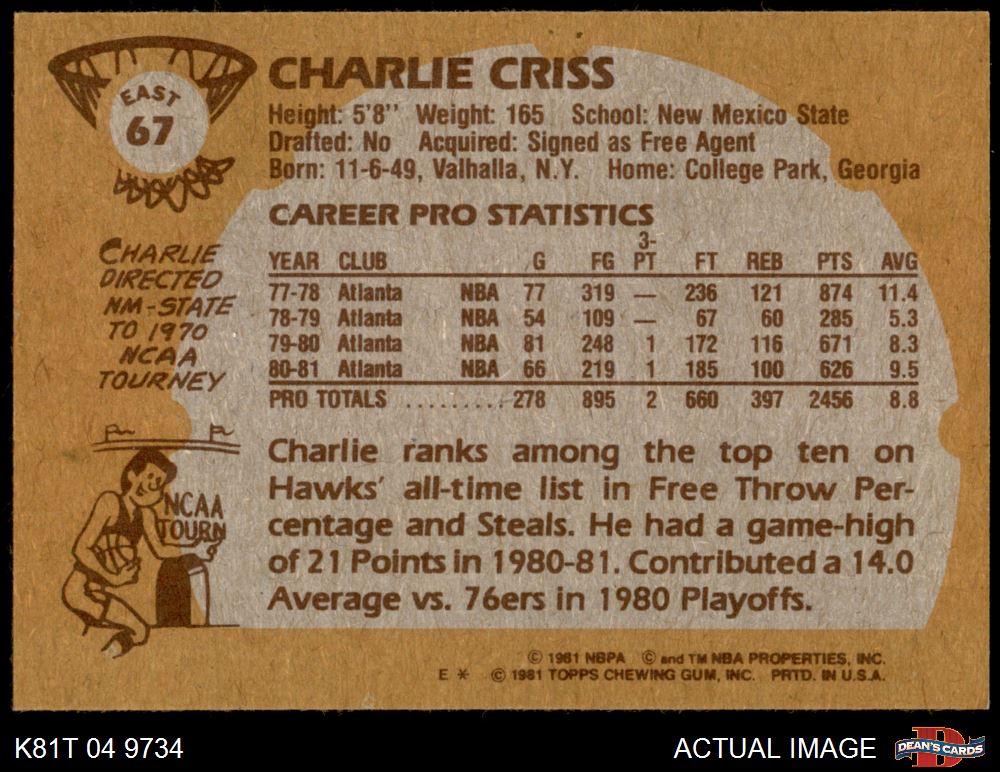 EAST
67
CHARLIE CRISS
Height: 5'8" Weight: 165 School: New Mexico State
Drafted: No Acquired: Signed as Free Agent
Born: 11-6-49, Valhalla, N.Y. Home: College Park, Georgia
CHARLIE
DIRECTED
NM-STATE
TO 1970
NCAA
TOURNEY
NCAA
TOURN
CAREER PRO STATISTICS
YEAR CLUB G FG 3-PT FT REB PTS AVG
77-78 Atlanta NBA 77 319 — 236 121 874 11.4
78-79 Atlanta NBA 54 109 — 67 60 285 5.3
79-80 Atlanta NBA 81 248 1 172 116 671 8.3
80-81 Atlanta NBA 66 219 1 185 100 626 9.5
PRO TOTALS .......... 278 895 2 660 397 2456 8.8
Charlie ranks among the top ten on
Hawks' all-time list in Free Throw Per-
centage and Steals. He had a game-high
of 21 Points in 1980-81. Contributed a 14.0
Average vs. 76ers in 1980 Playoffs.
© 1981 NBPA © and TM NBA PROPERTIES, INC.
E * © 1981 TOPPS CHEWING GUM, INC. PRTD. IN U.S.A.
K81T 04 9734
ACTUAL IMAGE
D
DEAN'S CARDS